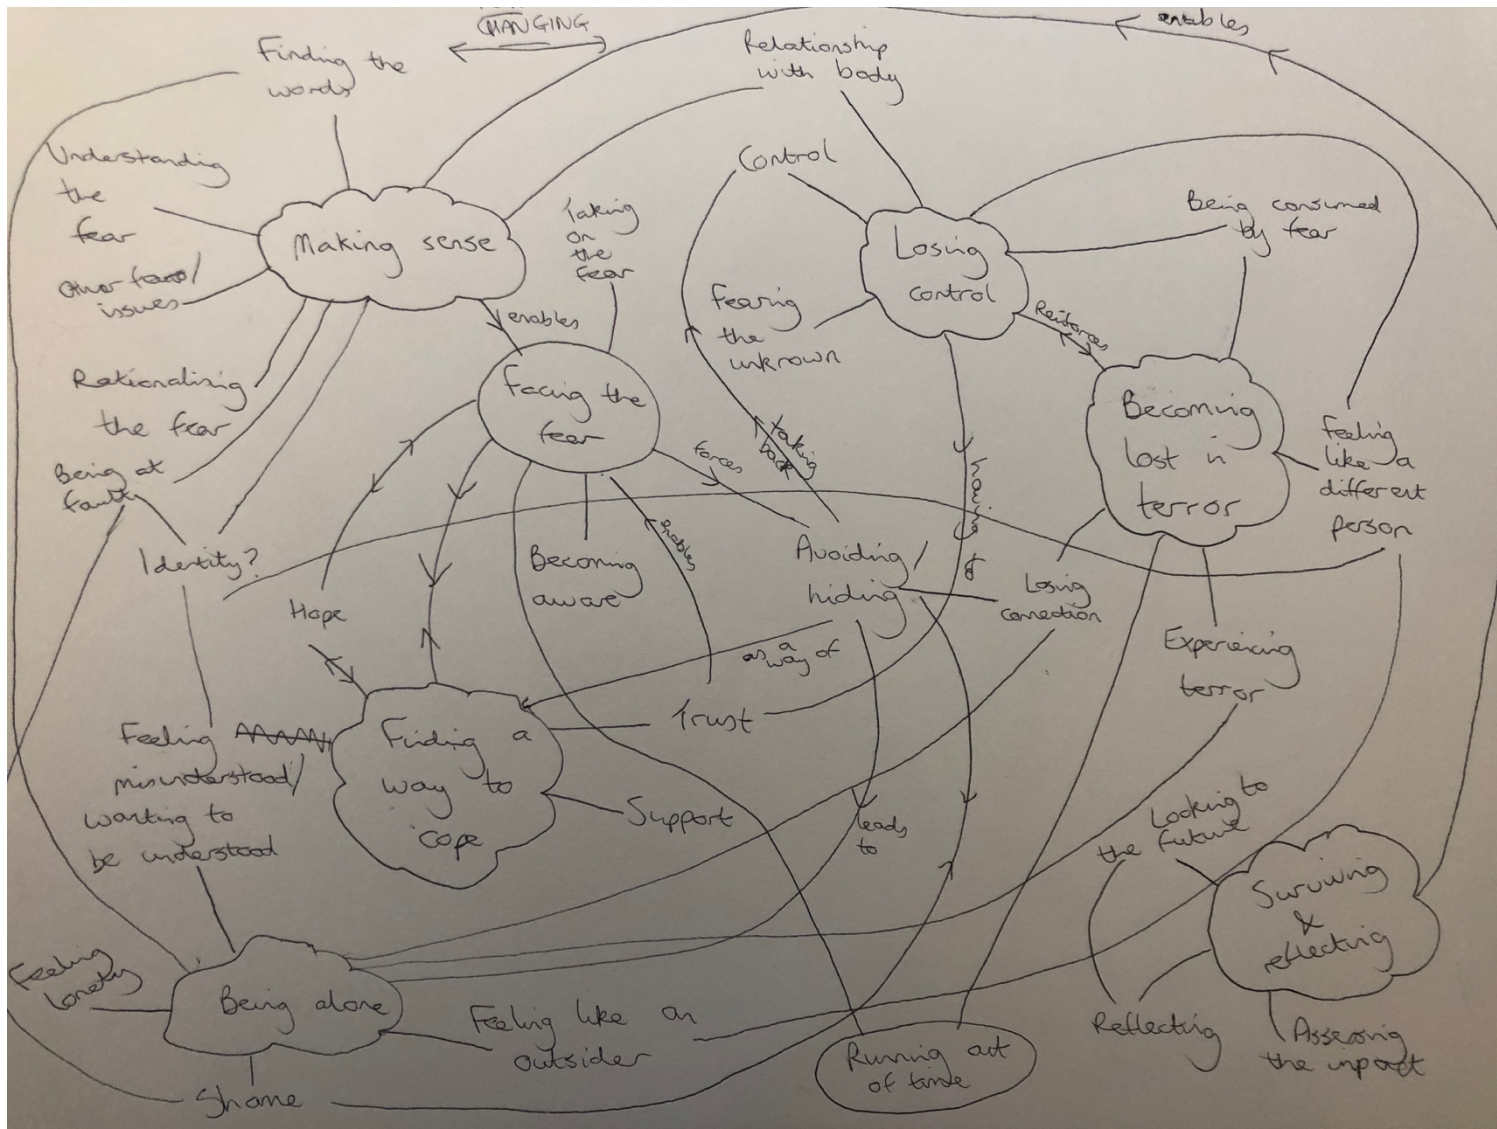 CHANGING
enables
Finding the
words
Relationship
with body
Control
Understanding
the
fear
Taking
on
the
fear
Being consumed
by fear
Making sense
Losing
control
Other fears/
issues
enables
Fearing
the
unknown
Reinforces
Rationalising
the fear
Facing the
fear
Becoming
lost in
terror
Feeling
like a
different
person
Being at
fault
forces
taking
back
having
of
enables
Identity?
Becoming
aware
Avoiding/
hiding
Losing
connection
Hope
as a
way of
Experiencing
terror
Trust
Feeling
misunderstood/
wanting to
be understood
Finding a
way to
cope
Support
leads
to
Looking to
the future
Surviving
&
reflecting
Feeling
lonely
Being alone
Feeling like an
outsider
Reflecting
Assessing
the impact
Running out
of time
Shame